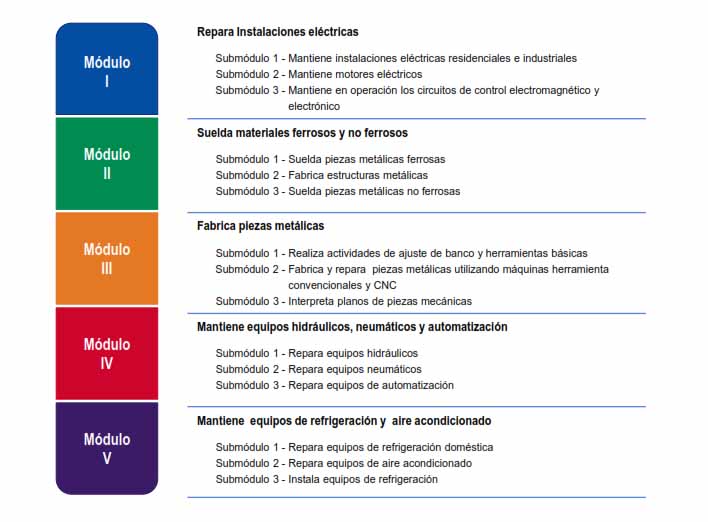 Módulo
I
Repara Instalaciones eléctricas
Submódulo 1 - Mantiene instalaciones eléctricas residenciales e industriales
Submódulo 2 - Mantiene motores eléctricos
Submódulo 3 - Mantiene en operación los circuitos de control electromagnético y
electrónico
Módulo
II
Suelda materiales ferrosos y no ferrosos
Submódulo 1 - Suelda piezas metálicas ferrosas
Submódulo 2 - Fabrica estructuras metálicas
Submódulo 3 - Suelda piezas metálicas no ferrosas
Módulo
III
Fabrica piezas metálicas
Submódulo 1 - Realiza actividades de ajuste de banco y herramientas básicas
Submódulo 2 - Fabrica y repara piezas metálicas utilizando máquinas herramienta
convencionales y CNC
Submódulo 3 - Interpreta planos de piezas mecánicas
Módulo
IV
Mantiene equipos hidráulicos, neumáticos y automatización
Submódulo 1 - Repara equipos hidráulicos
Submódulo 2 - Repara equipos neumáticos
Submódulo 3 - Repara equipos de automatización
Módulo
V
Mantiene equipos de refrigeración y aire acondicionado
Submódulo 1 - Repara equipos de refrigeración doméstica
Submódulo 2 - Repara equipos de aire acondicionado
Submódulo 3 - Instala equipos de refrigeración